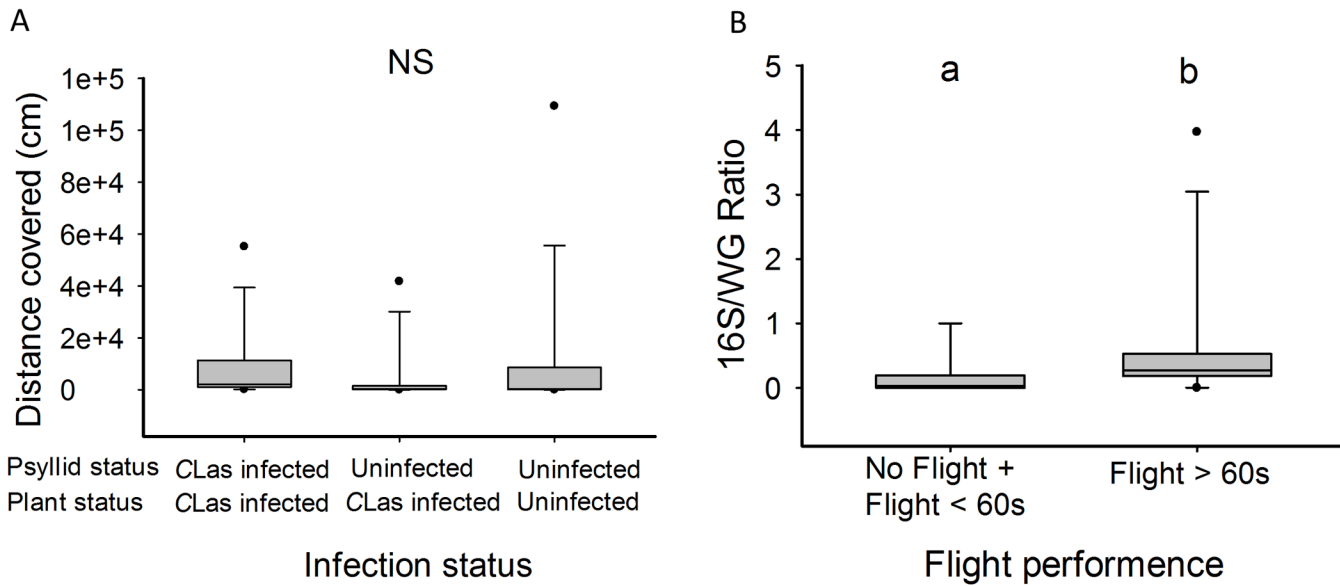 A
NS
Distance covered (cm)
1e+5
1e+5
8e+4
6e+4
4e+4
2e+4
0
Psyllid status CLas infected Uninfected Uninfected
Plant status CLas infected CLas infected Uninfected
Infection status
B
a b
16S/WG Ratio
5
4
3
2
1
0
No Flight +
Flight < 60s
Flight > 60s
Flight performence